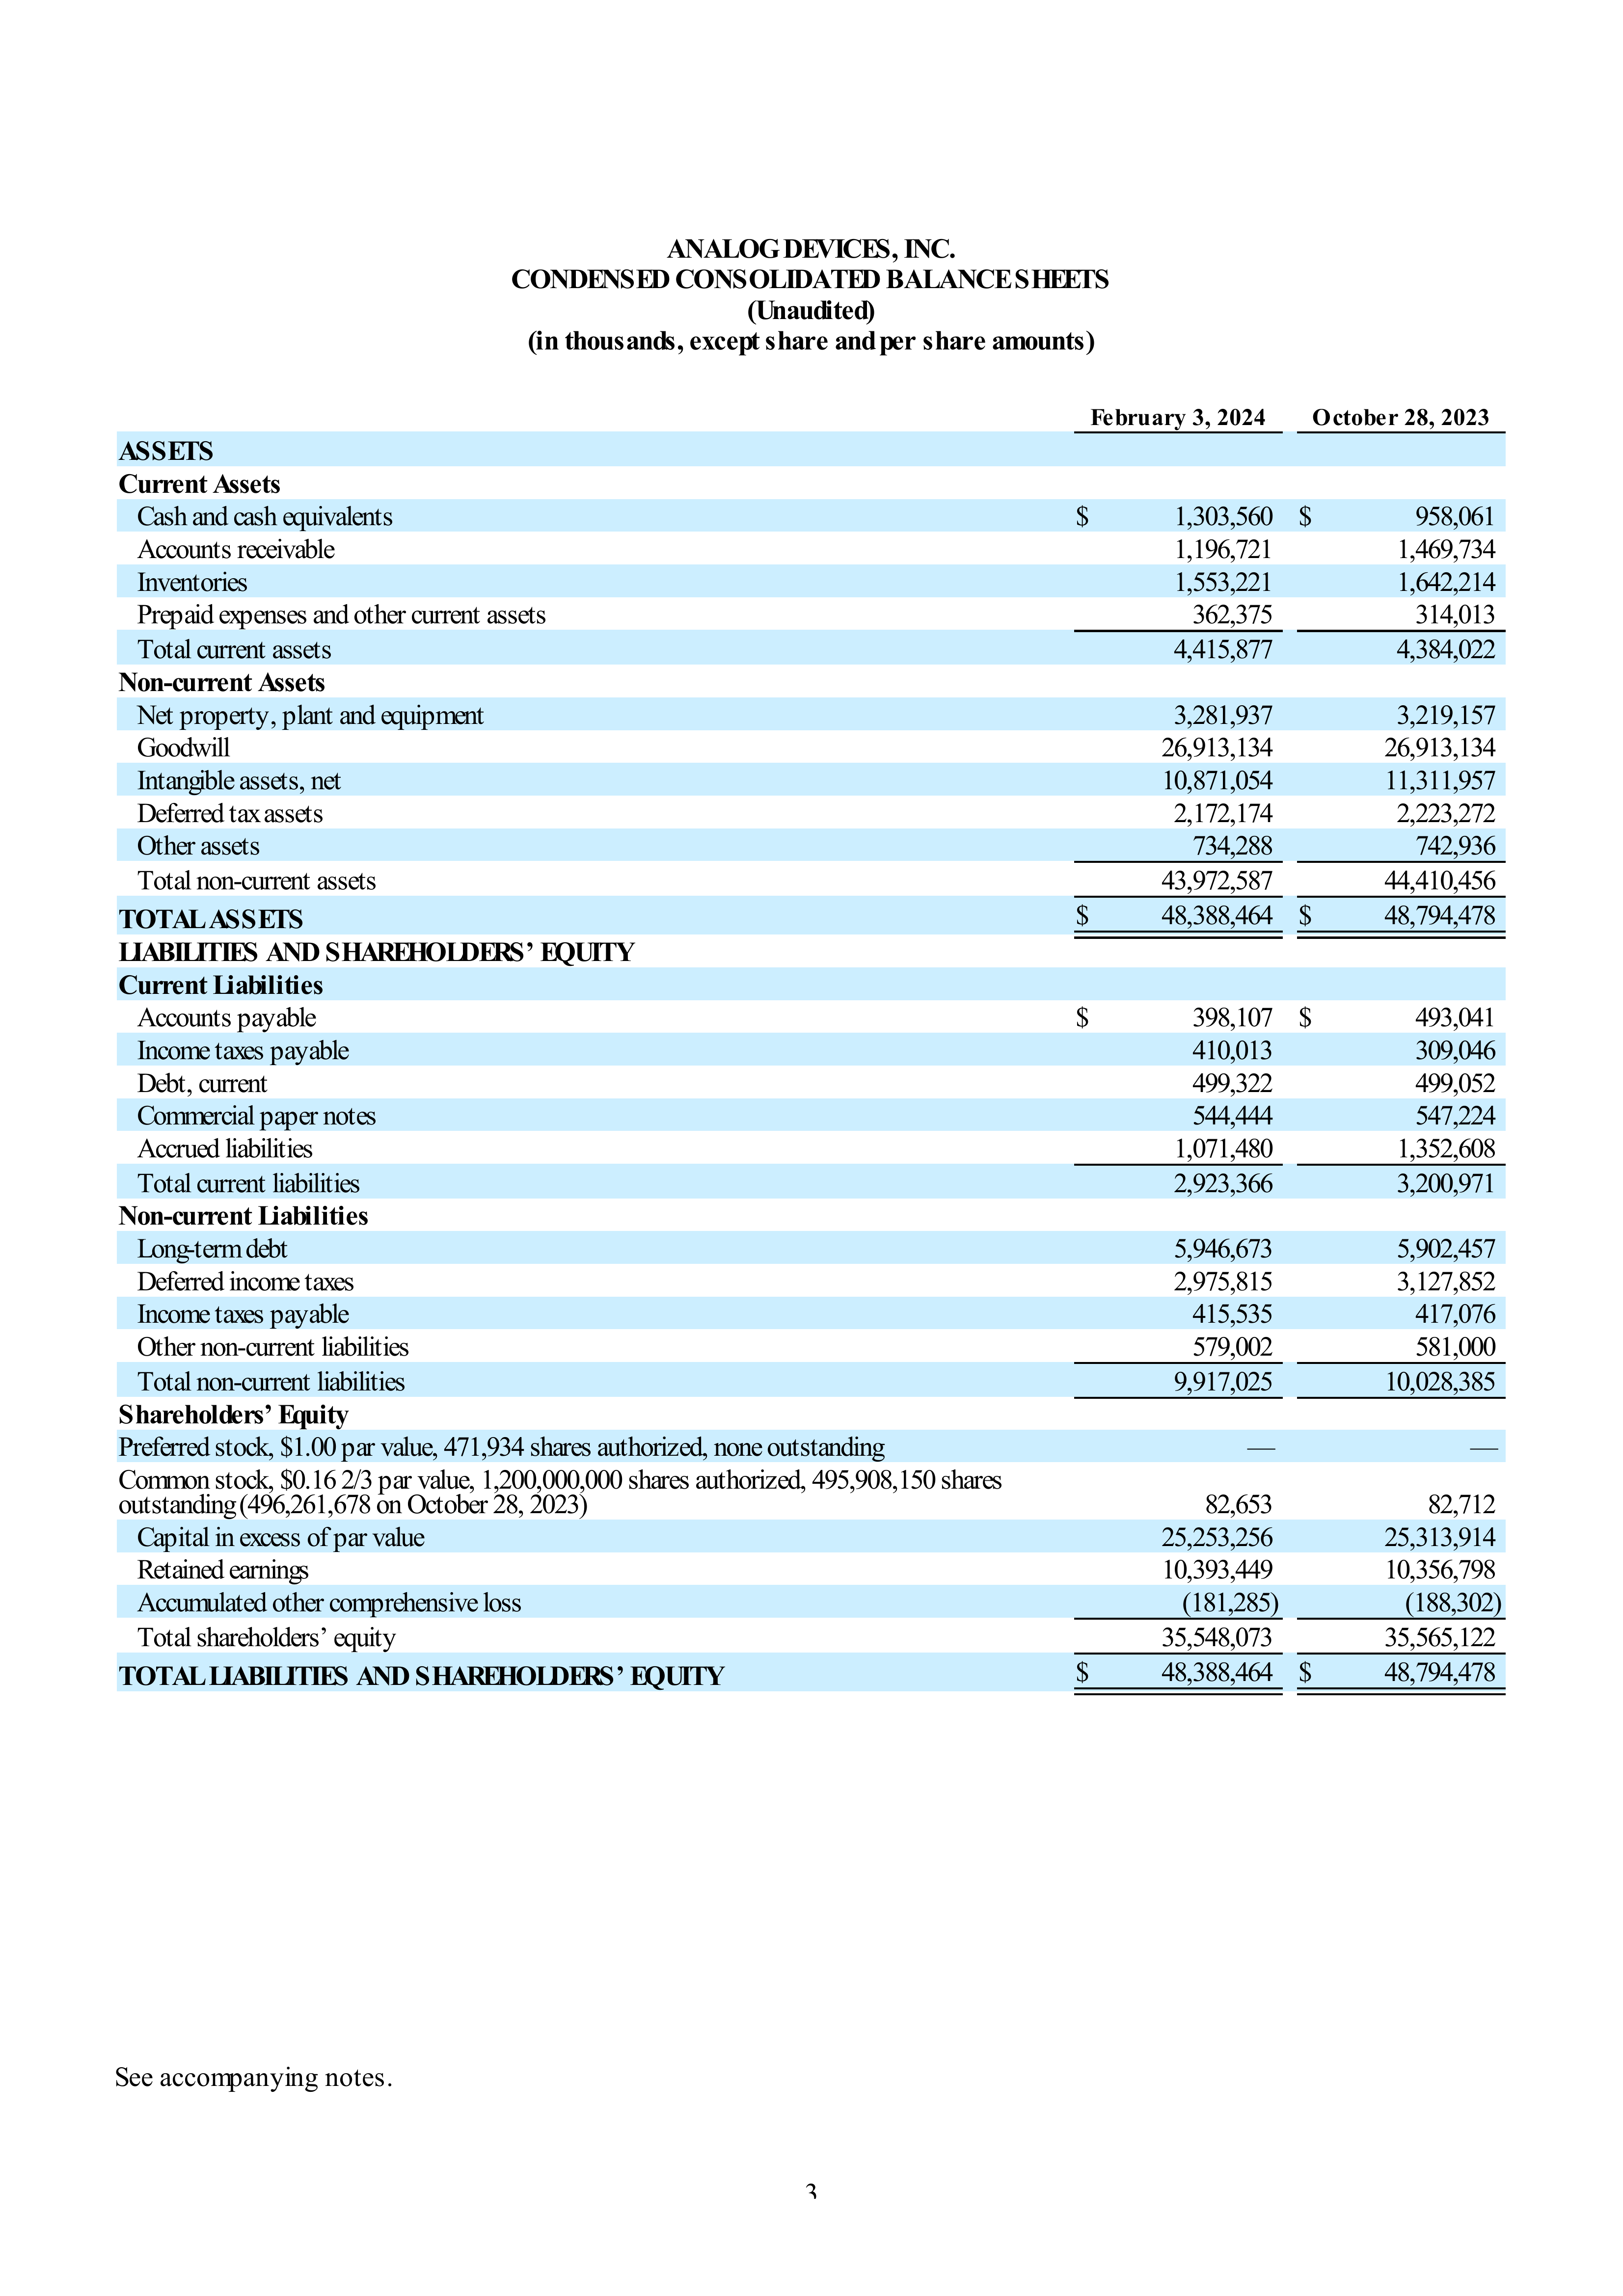 ANALOG DEVICES, INC.
CONDENSED CONSOLIDATED BALANCE SHEETS
(Unaudited)
(in thousands, except share and per share amounts)
February 3, 2024 October 28, 2023
ASSETS
Current Assets
Cash and cash equivalents $ 1,303,560 $ 958,061
Accounts receivable 1,196,721 1,469,734
Inventories 1,553,221 1,642,214
Prepaid expenses and other current assets 362,375 314,013
Total current assets 4,415,877 4,384,022
Non-current Assets
Net property, plant and equipment 3,281,937 3,219,157
Goodwill 26,913,134 26,913,134
Intangible assets, net 10,871,054 11,311,957
Deferred tax assets 2,172,174 2,223,272
Other assets 734,288 742,936
Total non-current assets 43,972,587 44,410,456
TOTAL ASSETS $ 48,388,464 $ 48,794,478
LIABILITIES AND SHAREHOLDERS’ EQUITY
Current Liabilities
Accounts payable $ 398,107 $ 493,041
Income taxes payable 410,013 309,046
Debt, current 499,322 499,052
Commercial paper notes 544,444 547,224
Accrued liabilities 1,071,480 1,352,608
Total current liabilities 2,923,366 3,200,971
Non-current Liabilities
Long-term debt 5,946,673 5,902,457
Deferred income taxes 2,975,815 3,127,852
Income taxes payable 415,535 417,076
Other non-current liabilities 579,002 581,000
Total non-current liabilities 9,917,025 10,028,385
Shareholders’ Equity
Preferred stock, $1.00 par value, 471,934 shares authorized, none outstanding — —
Common stock, $0.16 2/3 par value, 1,200,000,000 shares authorized, 495,908,150 shares
outstanding (496,261,678 on October 28, 2023) 82,653 82,712
Capital in excess of par value 25,253,256 25,313,914
Retained earnings 10,393,449 10,356,798
Accumulated other comprehensive loss (181,285) (188,302)
Total shareholders’ equity 35,548,073 35,565,122
TOTAL LIABILITIES AND SHAREHOLDERS’ EQUITY $ 48,388,464 $ 48,794,478
See accompanying notes.
3